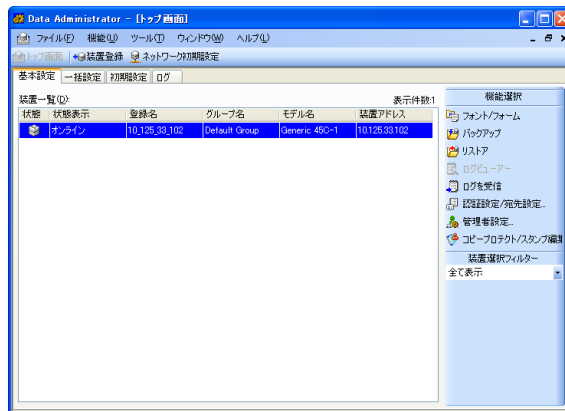 Data Administrator - [トップ画面]
ファイル(F) 機能(U) ツール(T) ウィンドウ(W) ヘルプ(L)
トップ画面 装置登録 ネットワーク初期設定
基本設定 一括設定 初期設定 ログ
装置一覧(D): 表示件数:1
状態 状態表示 登録名 グループ名 モデル名 装置アドレス
オンライン 10_125_33_102 Default Group Generic 45C-1 10.125.33.102
機能選択
フォント/フォーム
バックアップ
リストア
ログビューアー
ログを受信
認証設定/宛先設定...
管理者設定...
コピープロテクト/スタンプ編集
装置選択フィルター
全て表示